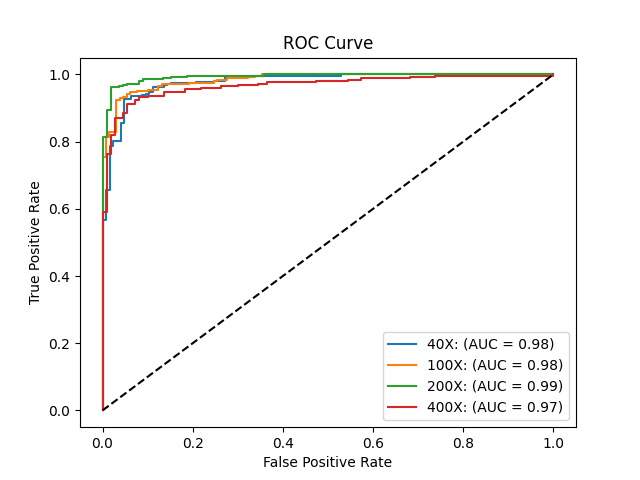 ROC Curve
True Positive Rate
1.0
0.8
0.6
0.4
0.2
0.0
40X: (AUC = 0.98)
100X: (AUC = 0.98)
200X: (AUC = 0.99)
400X: (AUC = 0.97)
0.0 0.2 0.4 0.6 0.8 1.0
False Positive Rate